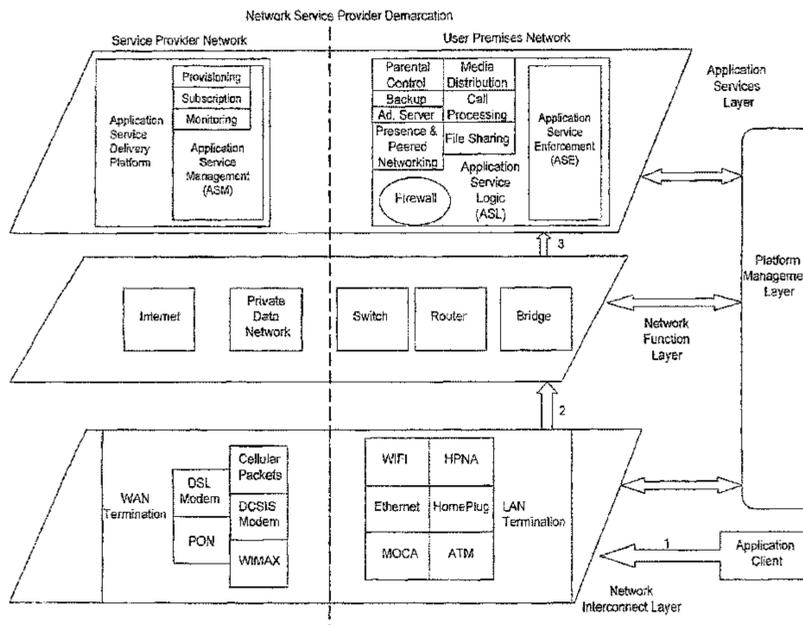 Network Service Provider Demarcation
Service Provider Network
User Premises Network
Provisioning
Subscription
Monitoring
Application
Service
Delivery
Platform
Application
Service
Management
(ASM)
Parental
Control
Media
Distribution
Backup
Call
Processing
Ad. Server
Presence &
Peered
Networking
File Sharing
Firewall
Application
Service
Logic
(ASL)
Application
Service
Enforcement
(ASE)
Application
Services
Layer
3
Internet
Private
Data
Network
Switch
Router
Bridge
Network
Function
Layer
Platform
Manageme
Layer
2
WAN
Termination
DSL
Modem
PON
Cellular
Packets
DCSIS
Modem
WIMAX
WIFI
HPNA
Ethernet
HomePlug
MOCA
ATM
LAN
Termination
1
Application
Client
Network
Interconnect Layer